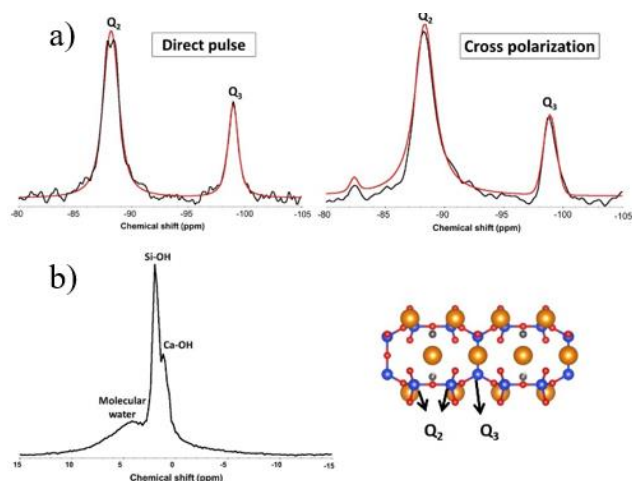 a)
Q2
Direct pulse
Q3
-80 -85 -90 -95 -100 -105
Chemical shift (ppm)
Q2
Cross polarization
Q3
-80 -85 -90 -95 -100 -105
Chemical shift (ppm)
b)
Si-OH
Ca-OH
Molecular
water
15 10 5 0 -5 -10 -15
Chemical shift (ppm)
Q2 Q3